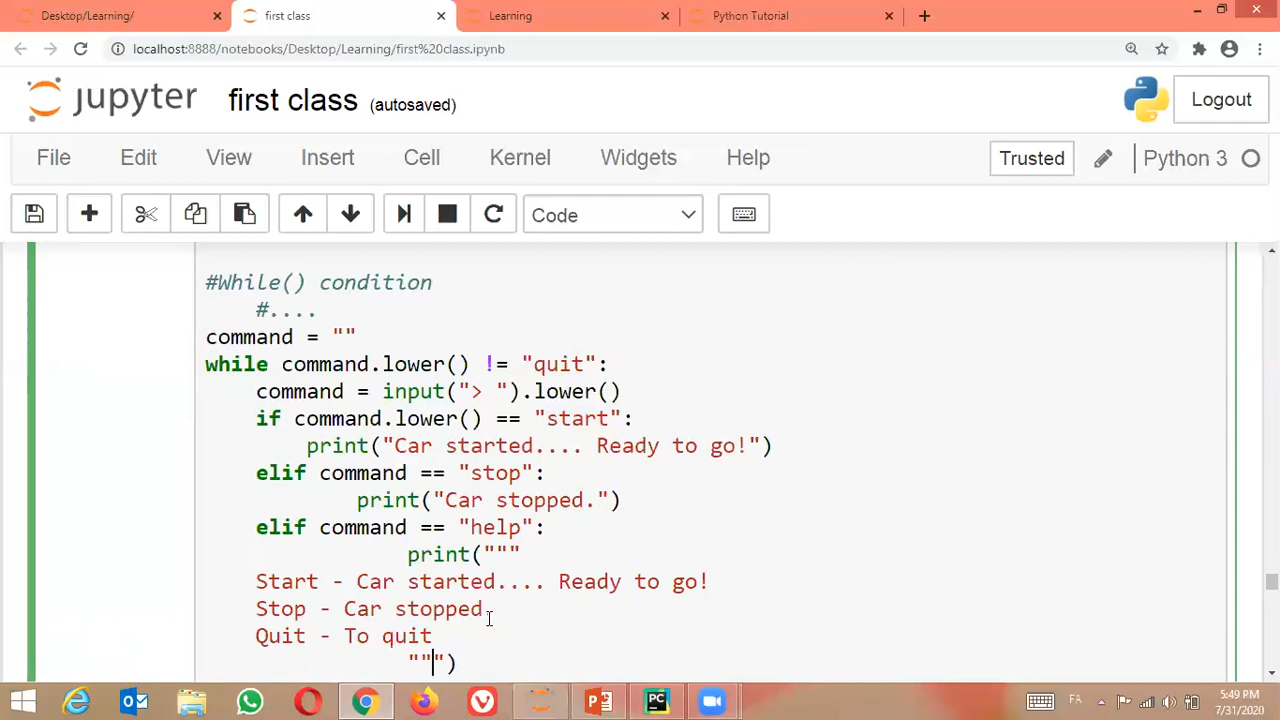 Desktop/Learning/ × first class × Learning × Python Tutorial × +
localhost:8888/notebooks/Desktop/Learning/first%20class.ipynb
jupyter first class (autosaved) Logout
File Edit View Insert Cell Kernel Widgets Help Trusted Python 3
Code
#While() condition
#....
command = ""
while command.lower() != "quit":
command = input("> ").lower()
if command.lower() == "start":
print("Car started.... Ready to go!")
elif command == "stop":
print("Car stopped.")
elif command == "help":
print("""
Start - Car started.... Ready to go!
Stop - Car stopped.
Quit - To quit
""")
FA 5:49 PM
7/31/2020